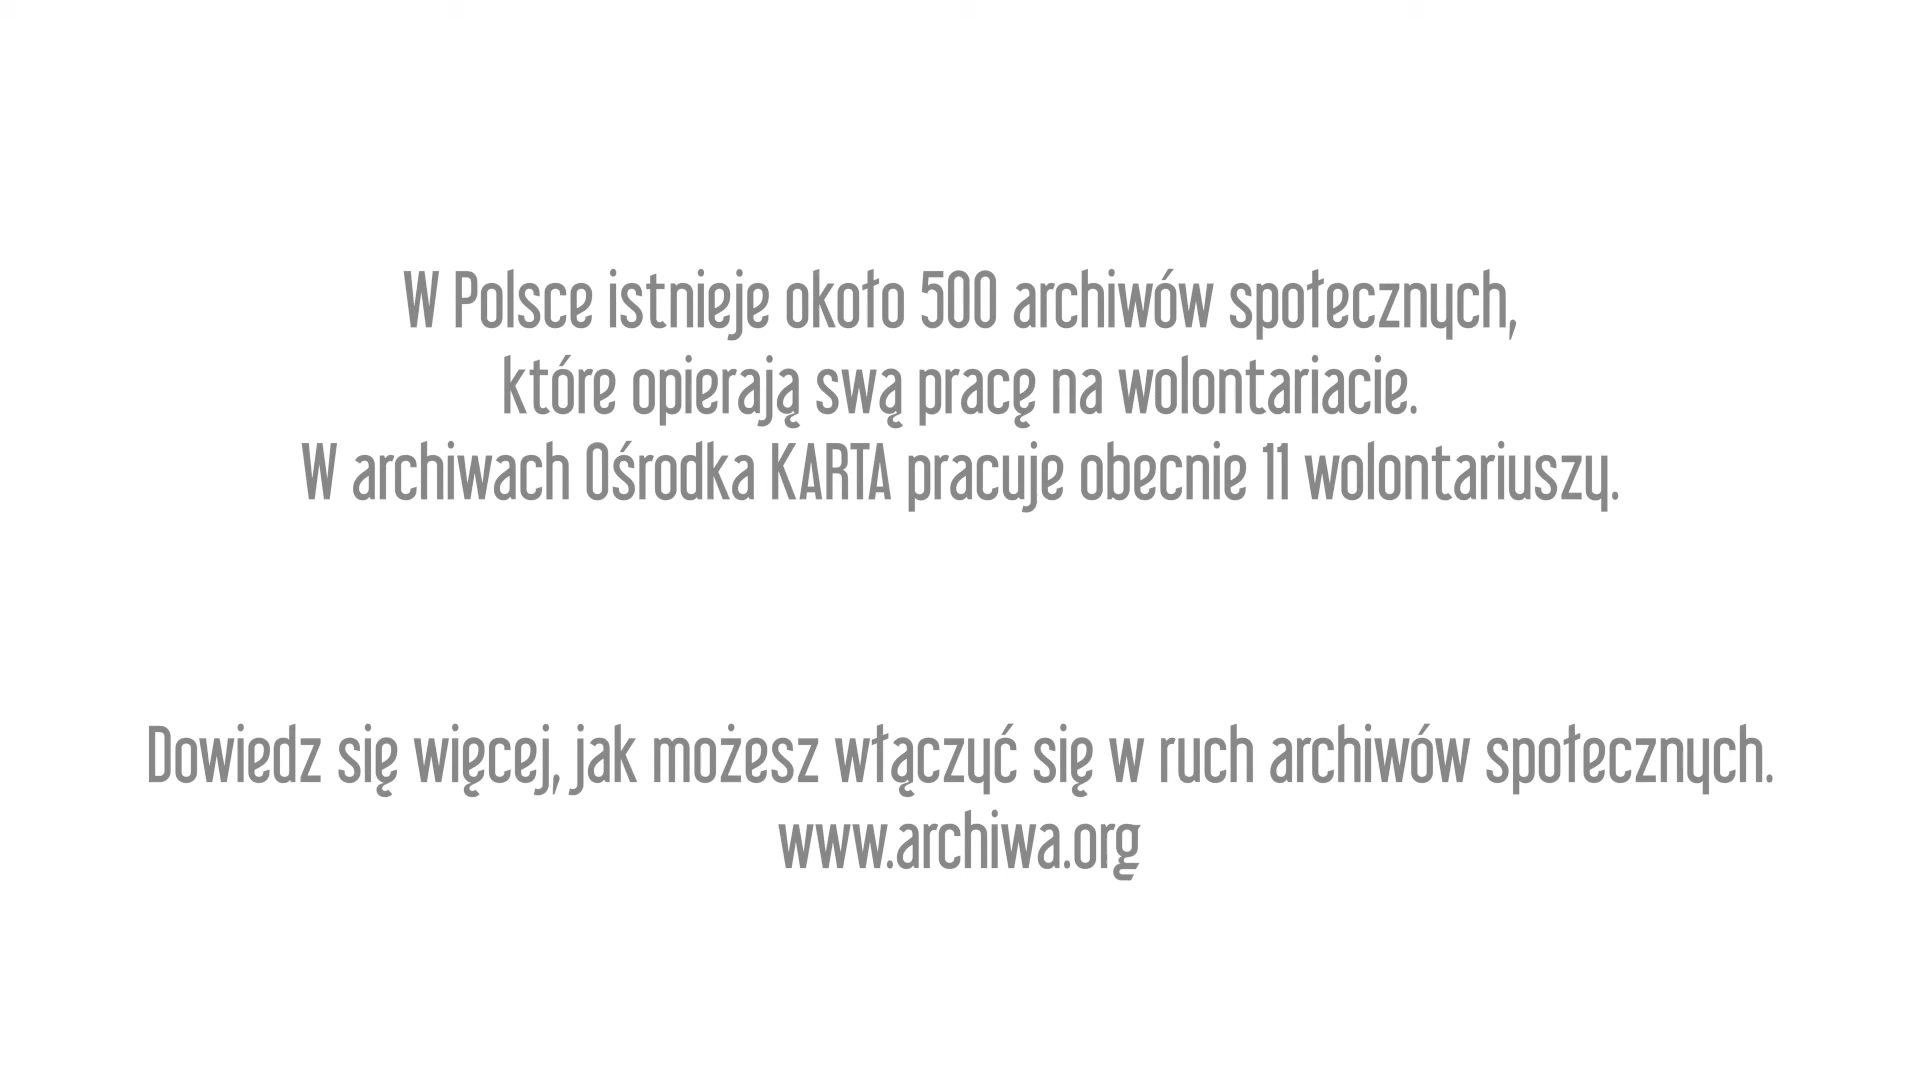 W Polsce istnieje około 500 archiwów społecznych,
które opierają swą pracę na wolontariacie.
W archiwach Ośrodka KARTA pracuje obecnie 11 wolontariuszy.
Dowiedz się więcej, jak możesz włączyć się w ruch archiwów społecznych.
www.archiwa.org